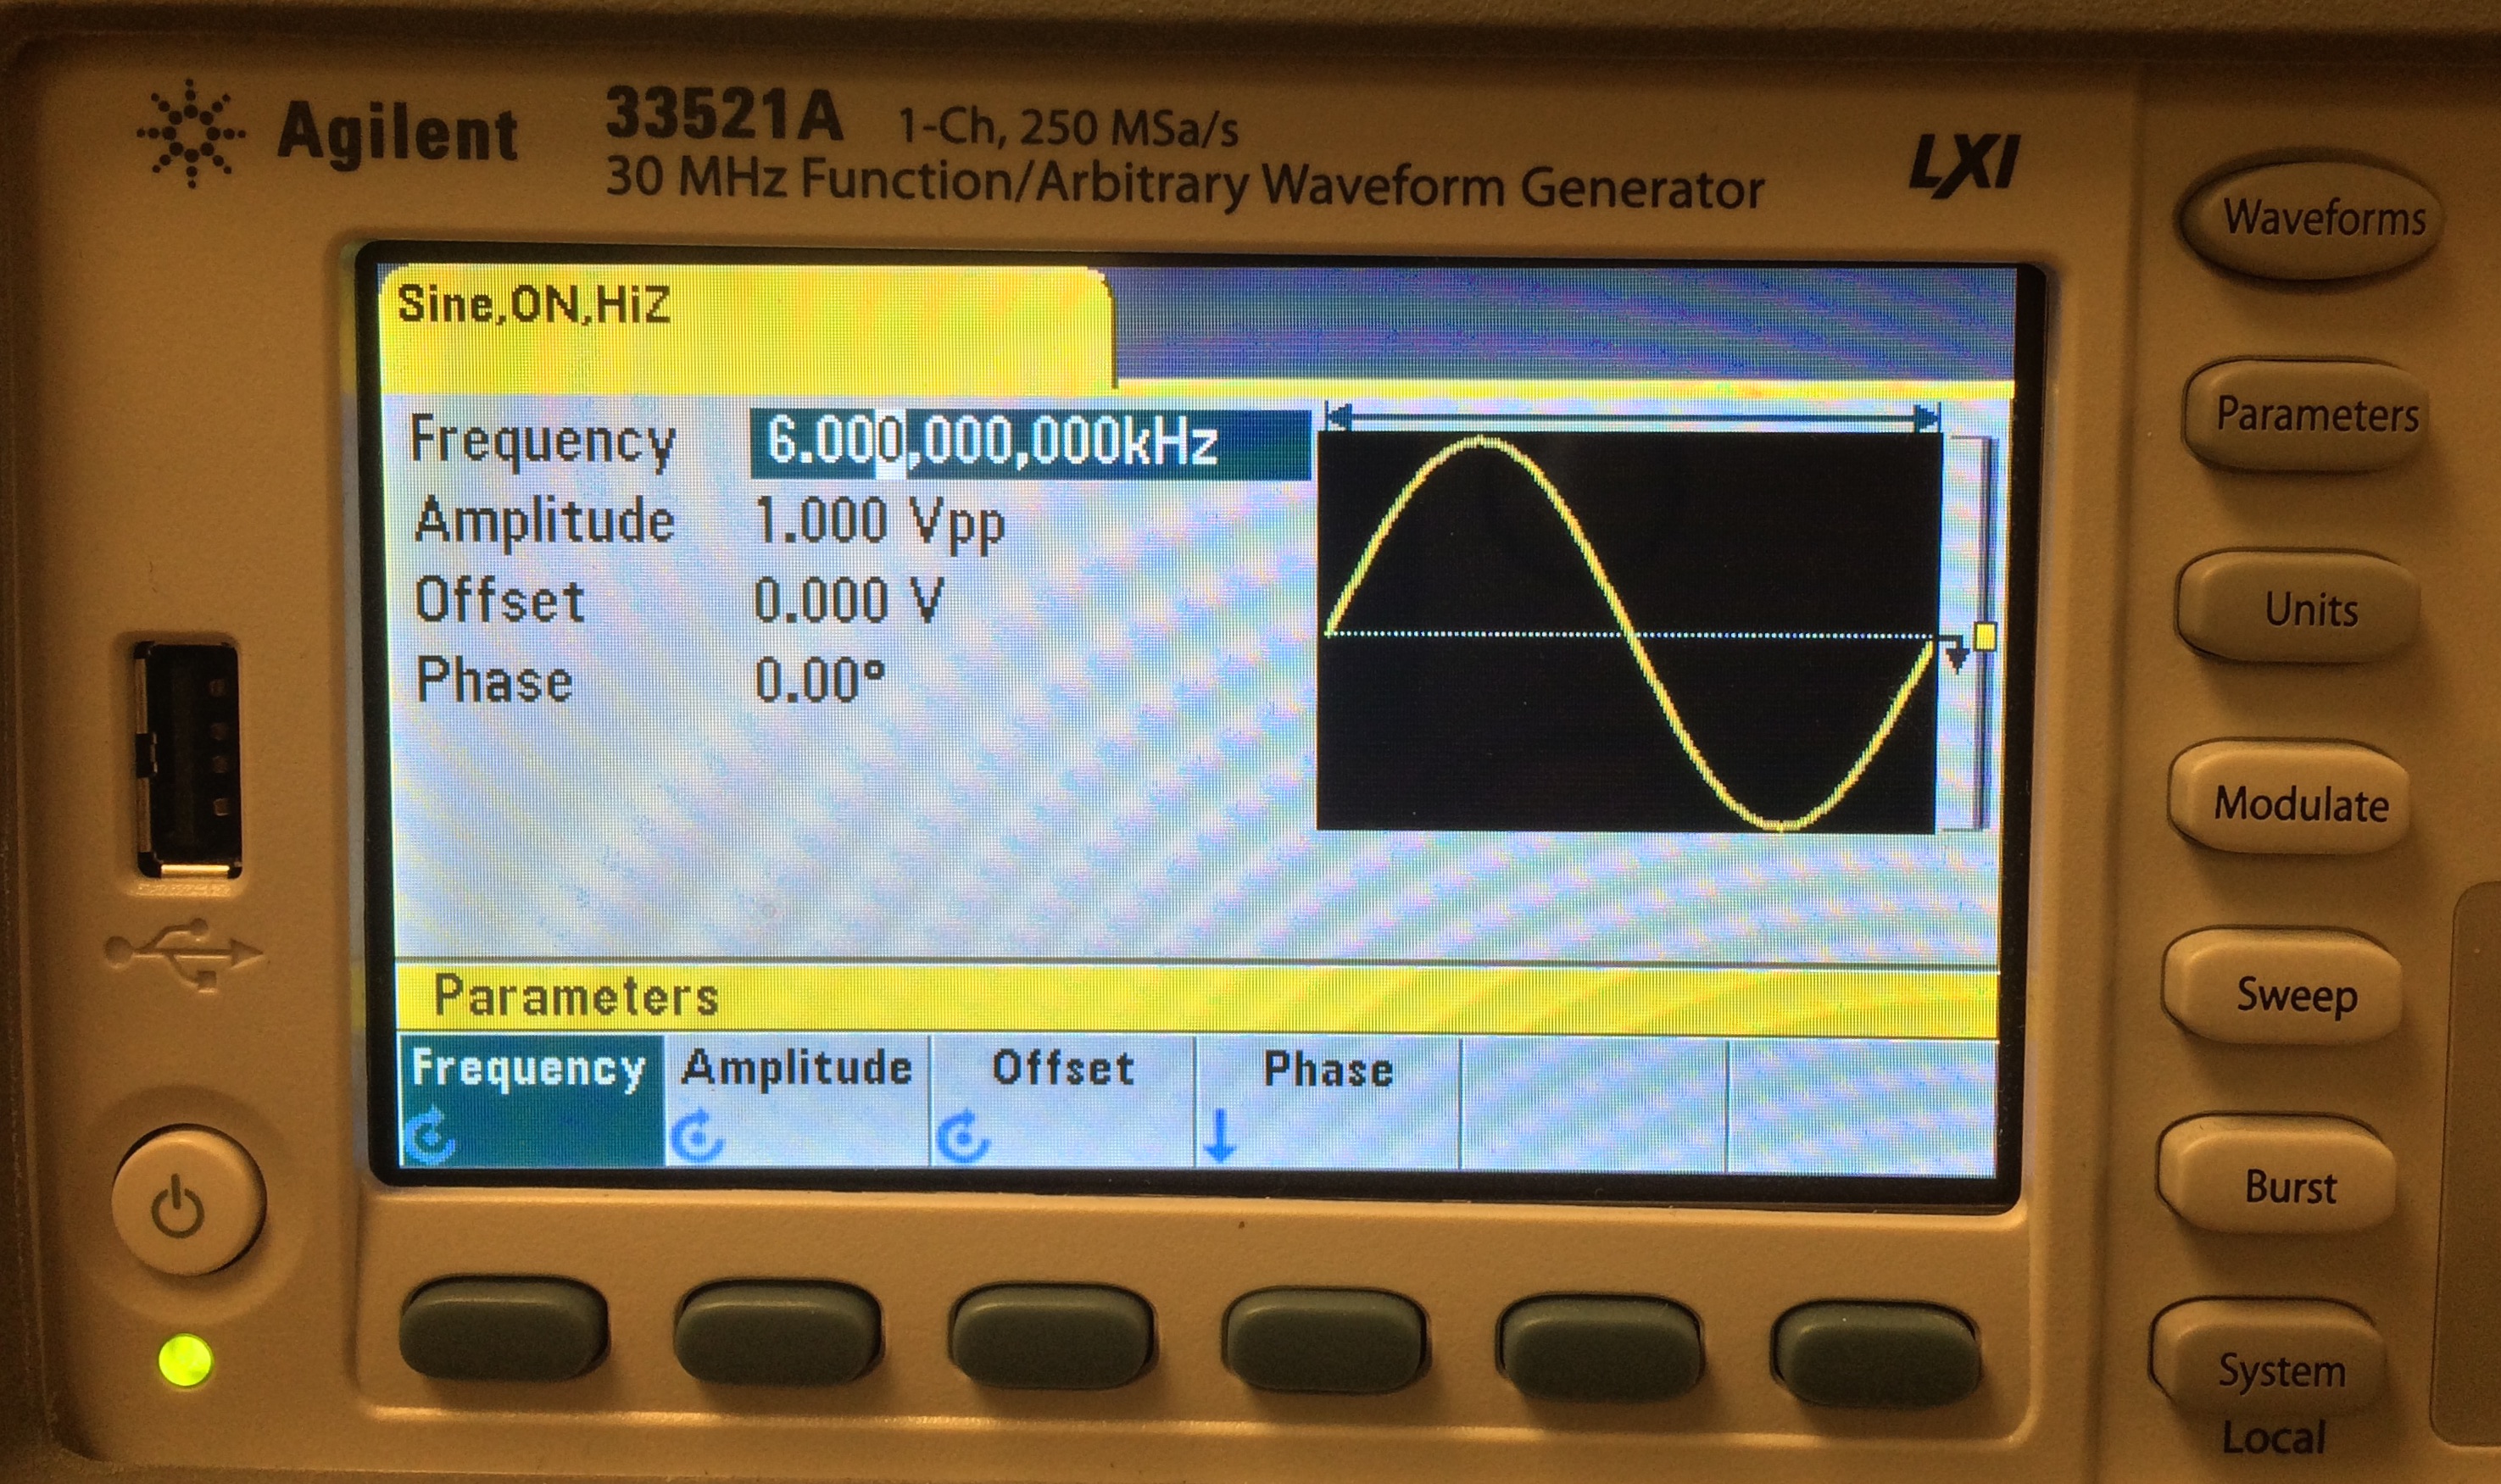 Agilent 33521A 1-Ch, 250 MSa/s
30 MHz Function/Arbitrary Waveform Generator
LXI
Sine,ON,HiZ
Frequency 6.000,000,000kHz
Amplitude 1.000 Vpp
Offset 0.000 V
Phase 0.00°
Parameters
Frequency Amplitude Offset Phase
Waveforms
Parameters
Units
Modulate
Sweep
Burst
System
Local